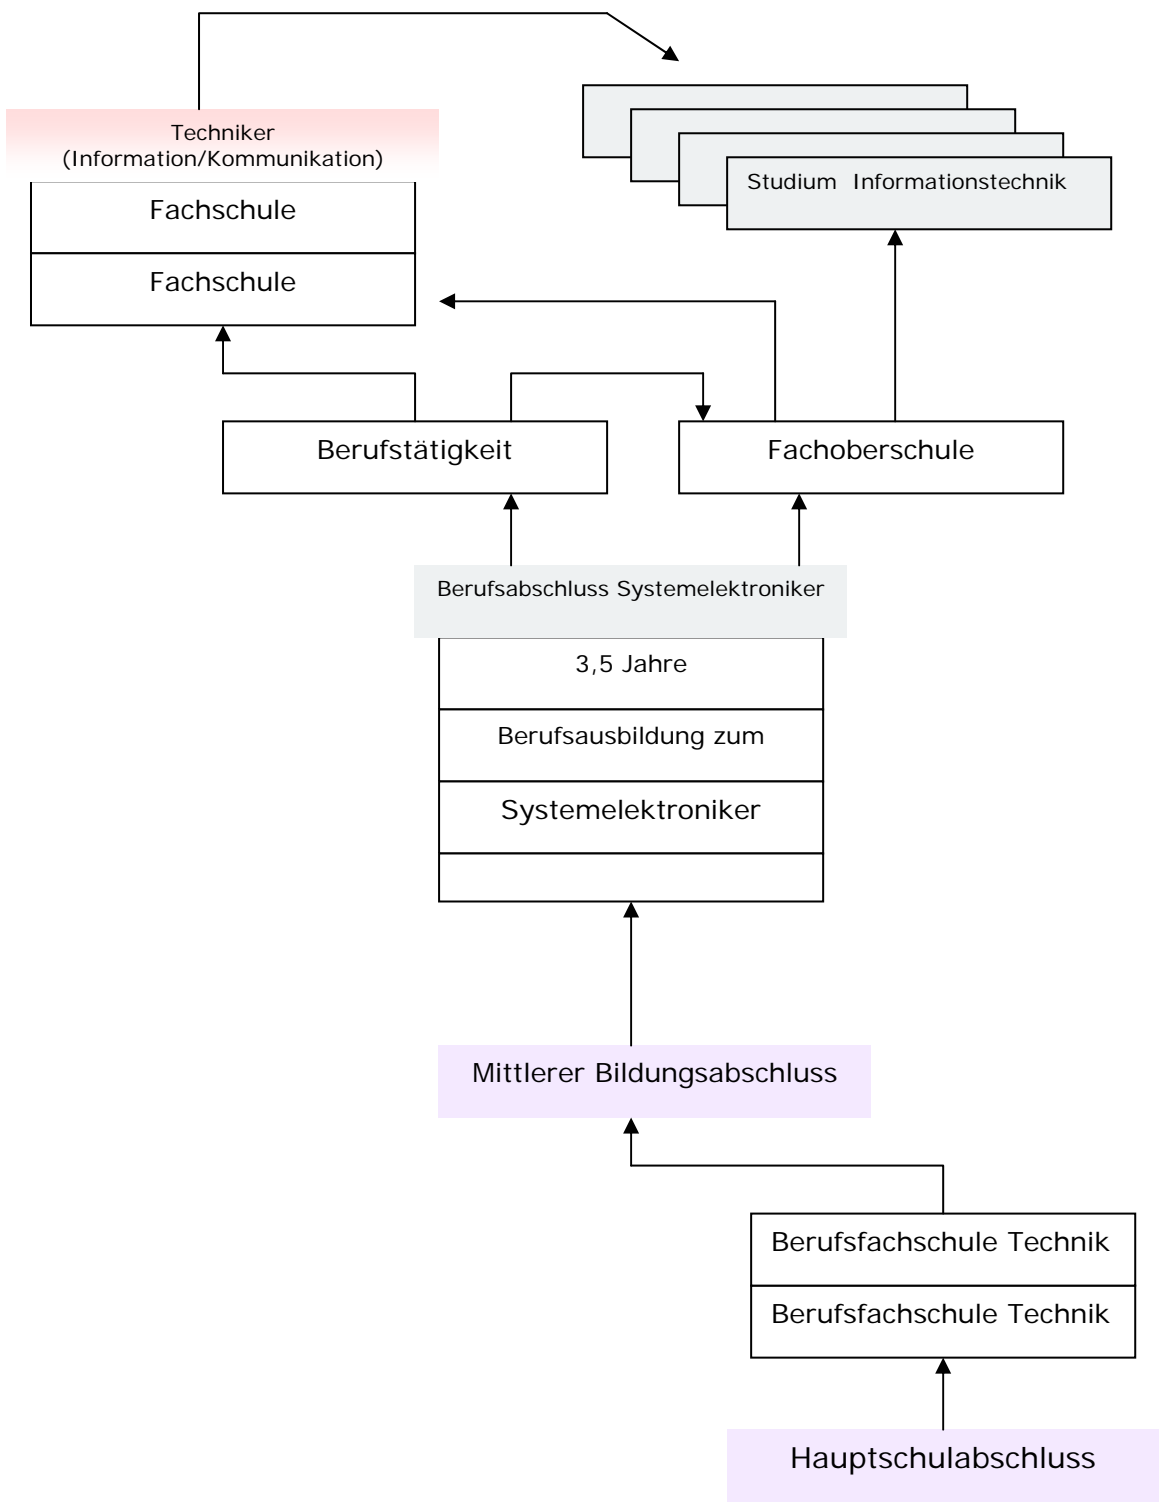 Techniker
(Information/Kommunikation)
Studium Informationstechnik
Fachschule
Fachschule
Berufstätigkeit
Fachoberschule
Berufsabschluss Systemelektroniker
3,5 Jahre
Berufsausbildung zum
Systemelektroniker
Mittlerer Bildungsabschluss
Berufsfachschule Technik
Berufsfachschule Technik
Hauptschulabschluss